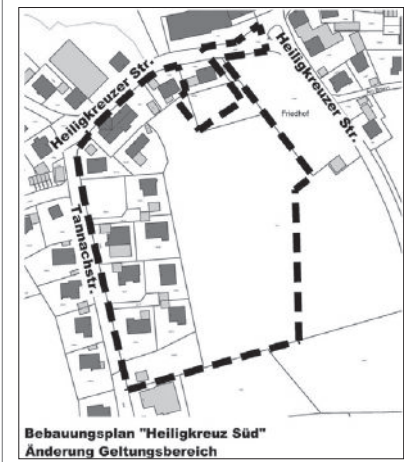 Heiligkreuzer Str.
Heiligkreuzer Str.
Friedhof
Tannachstr.
Bebauungsplan "Heiligkreuz Süd"
Änderung Geltungsbereich